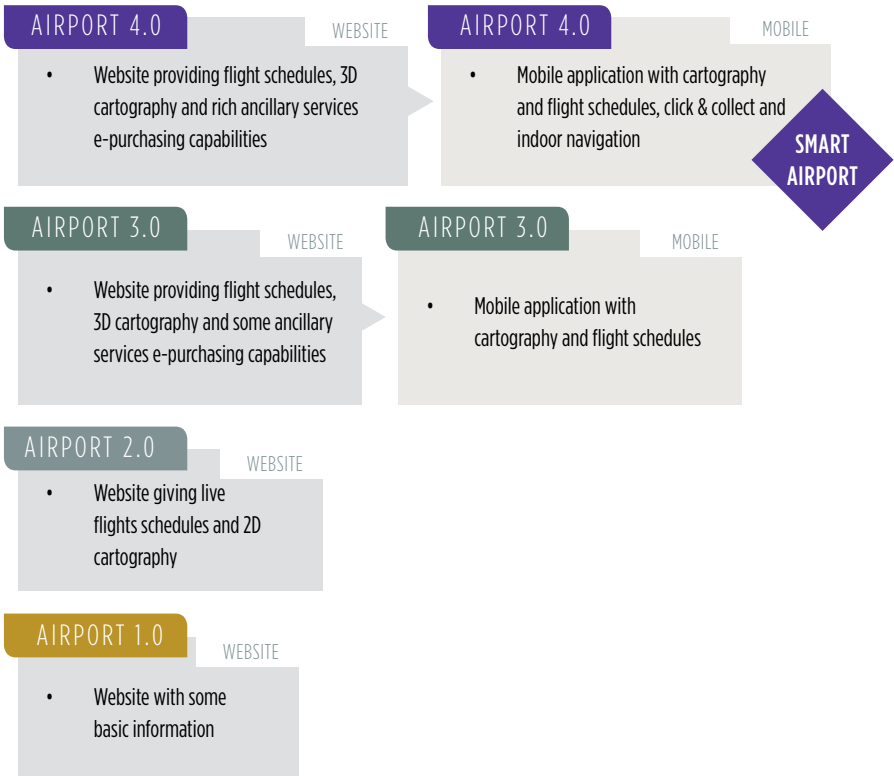 AIRPORT 4.0
WEBSITE
• Website providing flight schedules, 3D
cartography and rich ancillary services
e-purchasing capabilities
AIRPORT 4.0
MOBILE
• Mobile application with cartography
and flight schedules, click & collect and
indoor navigation
SMART
AIRPORT
AIRPORT 3.0
WEBSITE
• Website providing flight schedules,
3D cartography and some ancillary
services e-purchasing capabilities
AIRPORT 3.0
MOBILE
• Mobile application with
cartography and flight schedules
AIRPORT 2.0
WEBSITE
• Website giving live
flights schedules and 2D
cartography
AIRPORT 1.0
WEBSITE
• Website with some
basic information